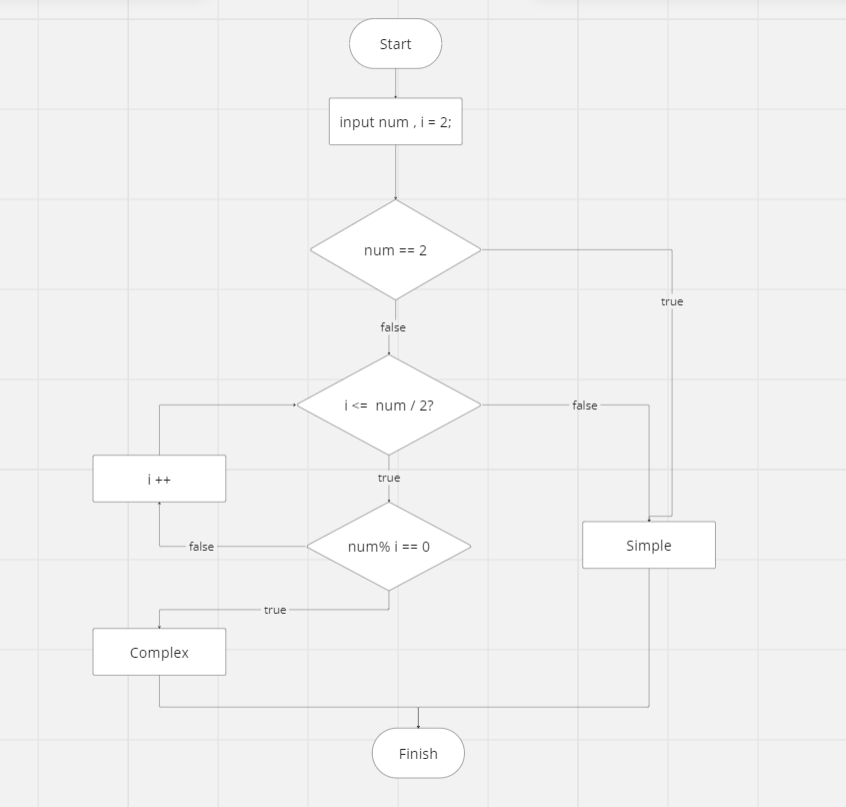 Start
input num , i = 2;
num == 2
true
false
i <=  num / 2?
false
i ++
true
num% i == 0
false
Simple
true
Complex
Finish